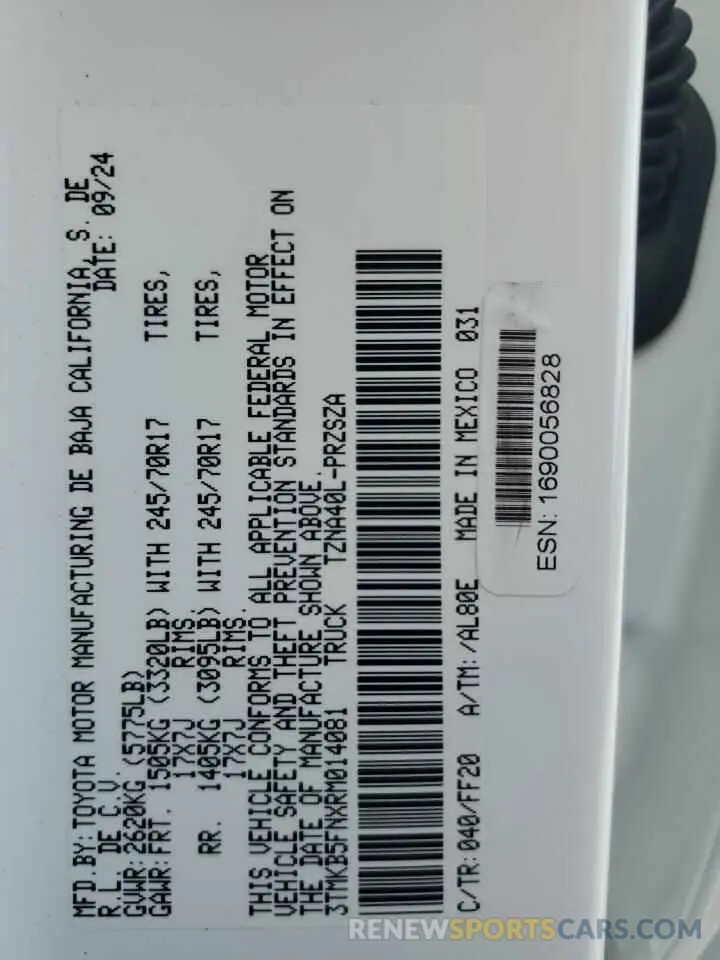 MFD.BY:TOYOTA MOTOR MANUFACTURING DE BAJA CALIFORNIA, S. DE
R.L. DE C.V. DATE: 09/24
GVWR:2620KG (5775LB)
GAWR:FRT. 1505KG (3320LB) WITH 245/70R17 TIRES,
17X7J RIMS.
RR. 1405KG (3095LB) WITH 245/70R17 TIRES,
17X7J RIMS.
THIS VEHICLE CONFORMS TO ALL APPLICABLE FEDERAL MOTOR
VEHICLE SAFETY AND THEFT PREVENTION STANDARDS IN EFFECT ON
THE DATE OF MANUFACTURE SHOWN ABOVE.
3TMKB5FNXRM014081 TRUCK TZNA40L-PRZSZA
C/TR:040/FF20 A/TM:/AL80E MADE IN MEXICO 031
ESN: 1690056828
RENEWSPORTSCARS.COM